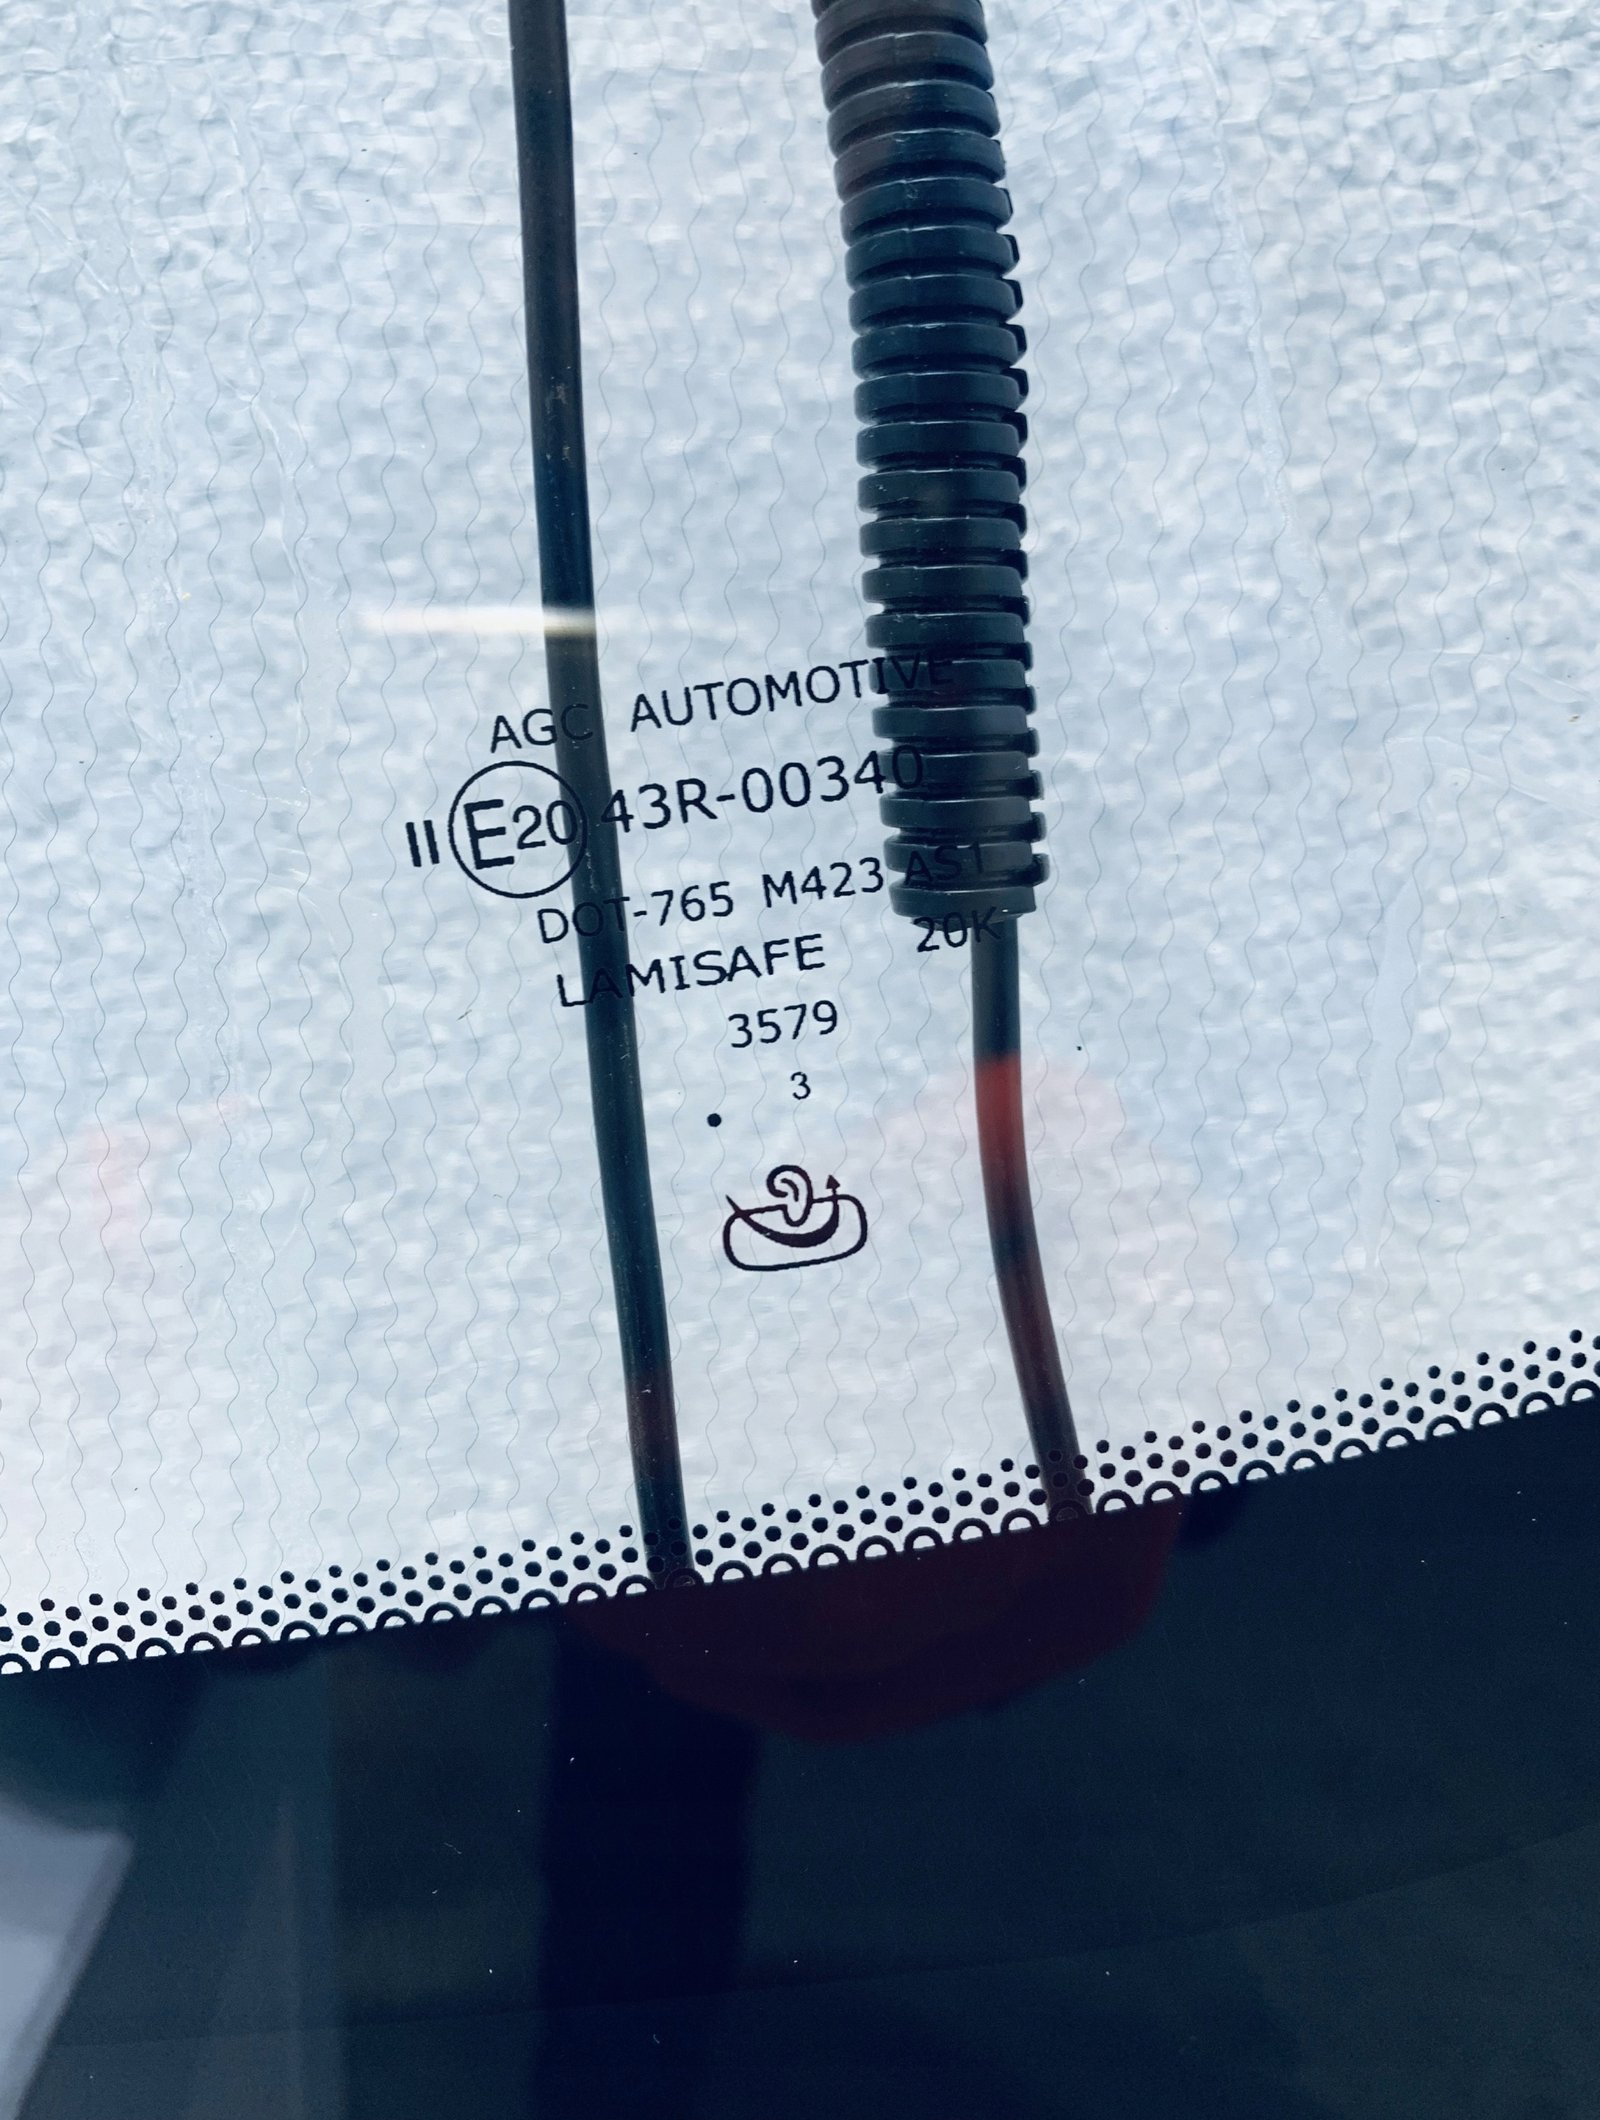 AGC AUTOMOTIVE
II E20 43R-00340
DOT-765 M423 AS1
LAMISAFE 20K
3579
3